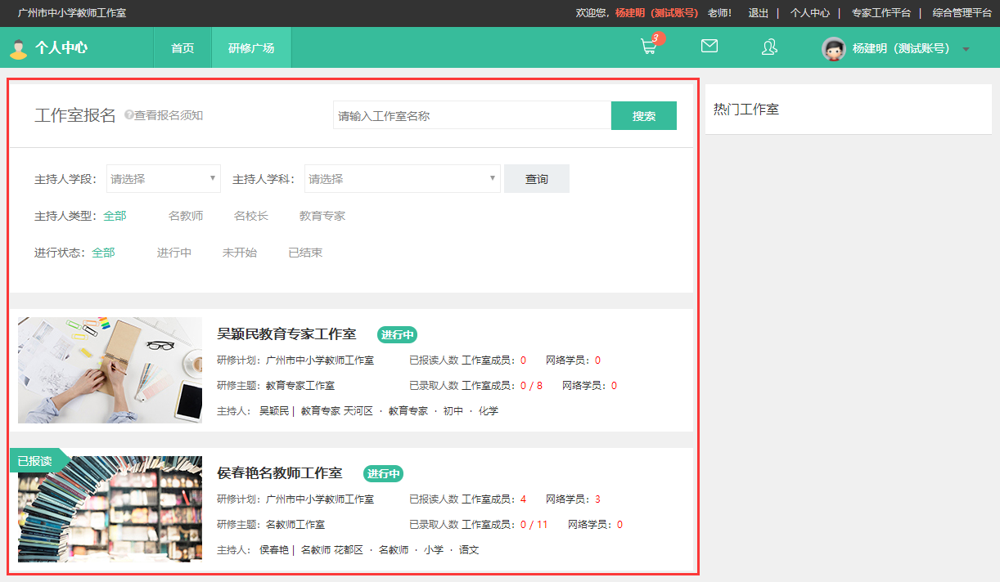 广州市中小学教师工作室
欢迎您，杨建明（测试账号） 老师！ 退出 | 个人中心 | 专家工作平台 | 综合管理平台
个人中心 首页 研修广场 3 杨建明（测试账号）
工作室报名 ?查看报名须知 请输入工作室名称 搜索
热门工作室
主持人学段： 请选择 主持人学科： 请选择 查询
主持人类型： 全部 名教师 名校长 教育专家
进行状态： 全部 进行中 未开始 已结束
吴颖民教育专家工作室 进行中
研修计划：广州市中小学教师工作室 已报读人数 工作室成员：0 网络学员：0
研修主题：教育专家工作室 已录取人数 工作室成员：0 / 8 网络学员：0
主持人： 吴颖民 | 教育专家 天河区 · 教育专家 · 初中 · 化学
已报读
侯春艳名教师工作室 进行中
研修计划：广州市中小学教师工作室 已报读人数 工作室成员：4 网络学员：3
研修主题：名教师工作室 已录取人数 工作室成员：0 / 11 网络学员：0
主持人： 侯春艳 | 名教师 花都区 · 名教师 · 小学 · 语文